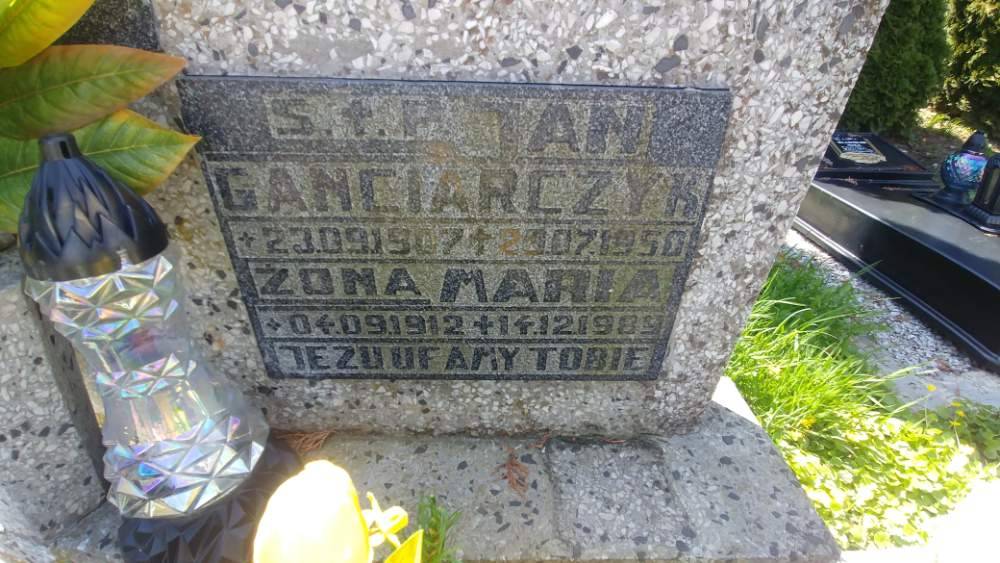 Ś.†.P. JAN
GANCIARCZYK
*23.09.1907 †23.07.1950
ŻONA MARIA
*04.09.1912 †14.12.1989
JEZU UFAMY TOBIE